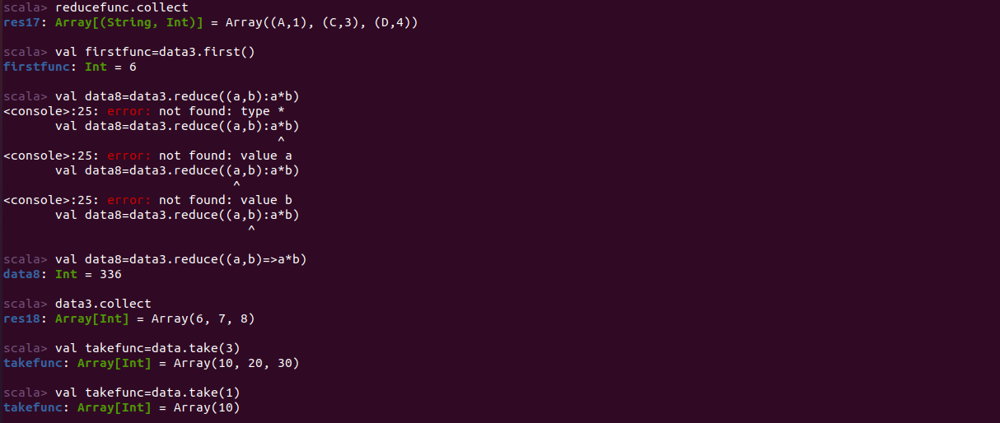 scala> reducefunc.collect
res17: Array[(String, Int)] = Array((A,1), (C,3), (D,4))
scala> val firstfunc=data3.first()
firstfunc: Int = 6
scala> val data8=data3.reduce((a,b):a*b)
<console>:25: error: not found: type *
       val data8=data3.reduce((a,b):a*b)
                                     ^
<console>:25: error: not found: value a
       val data8=data3.reduce((a,b):a*b)
                               ^
<console>:25: error: not found: value b
       val data8=data3.reduce((a,b):a*b)
                                 ^
scala> val data8=data3.reduce((a,b)=>a*b)
data8: Int = 336
scala> data3.collect
res18: Array[Int] = Array(6, 7, 8)
scala> val takefunc=data.take(3)
takefunc: Array[Int] = Array(10, 20, 30)
scala> val takefunc=data.take(1)
takefunc: Array[Int] = Array(10)